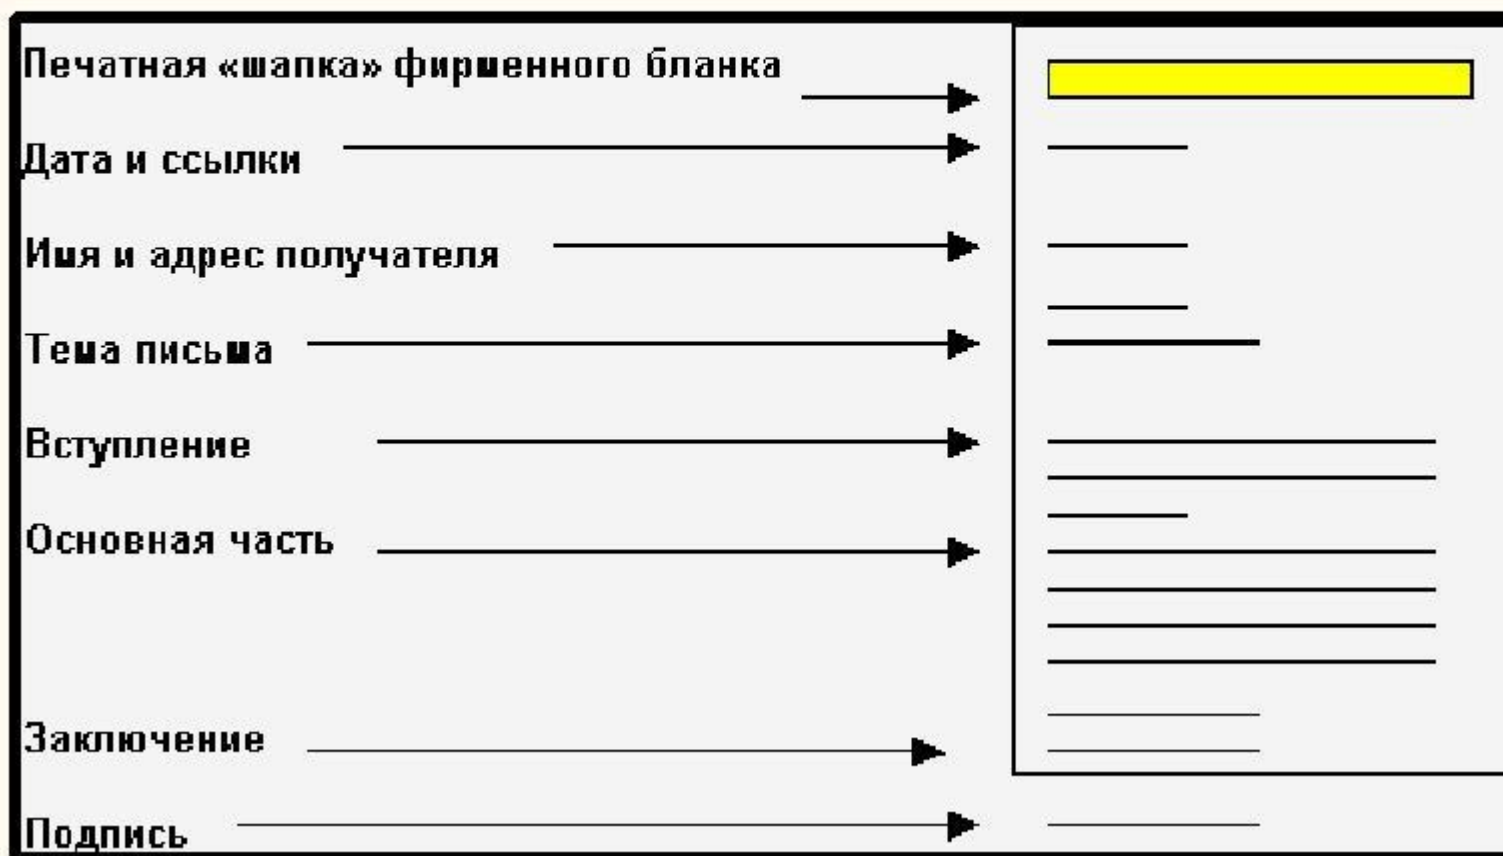 Печатная «шапка» фирменного бланка
Дата и ссылки
Имя и адрес получателя
Тема письма
Вступление
Основная часть
Заключение
Подпись